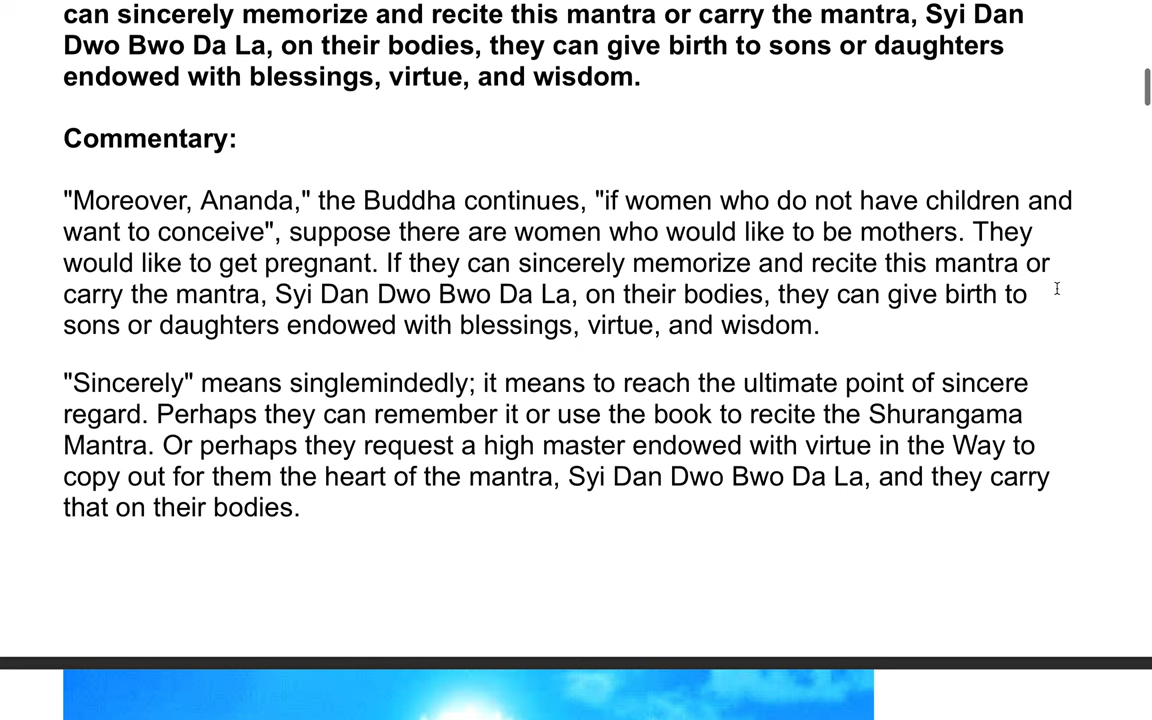 can sincerely memorize and recite this mantra or carry the mantra, Syi Dan
Dwo Bwo Da La, on their bodies, they can give birth to sons or daughters
endowed with blessings, virtue, and wisdom.
Commentary:
"Moreover, Ananda," the Buddha continues, "if women who do not have children and
want to conceive", suppose there are women who would like to be mothers. They
would like to get pregnant. If they can sincerely memorize and recite this mantra or
carry the mantra, Syi Dan Dwo Bwo Da La, on their bodies, they can give birth to
sons or daughters endowed with blessings, virtue, and wisdom.
"Sincerely" means singlemindedly; it means to reach the ultimate point of sincere
regard. Perhaps they can remember it or use the book to recite the Shurangama
Mantra. Or perhaps they request a high master endowed with virtue in the Way to
copy out for them the heart of the mantra, Syi Dan Dwo Bwo Da La, and they carry
that on their bodies.